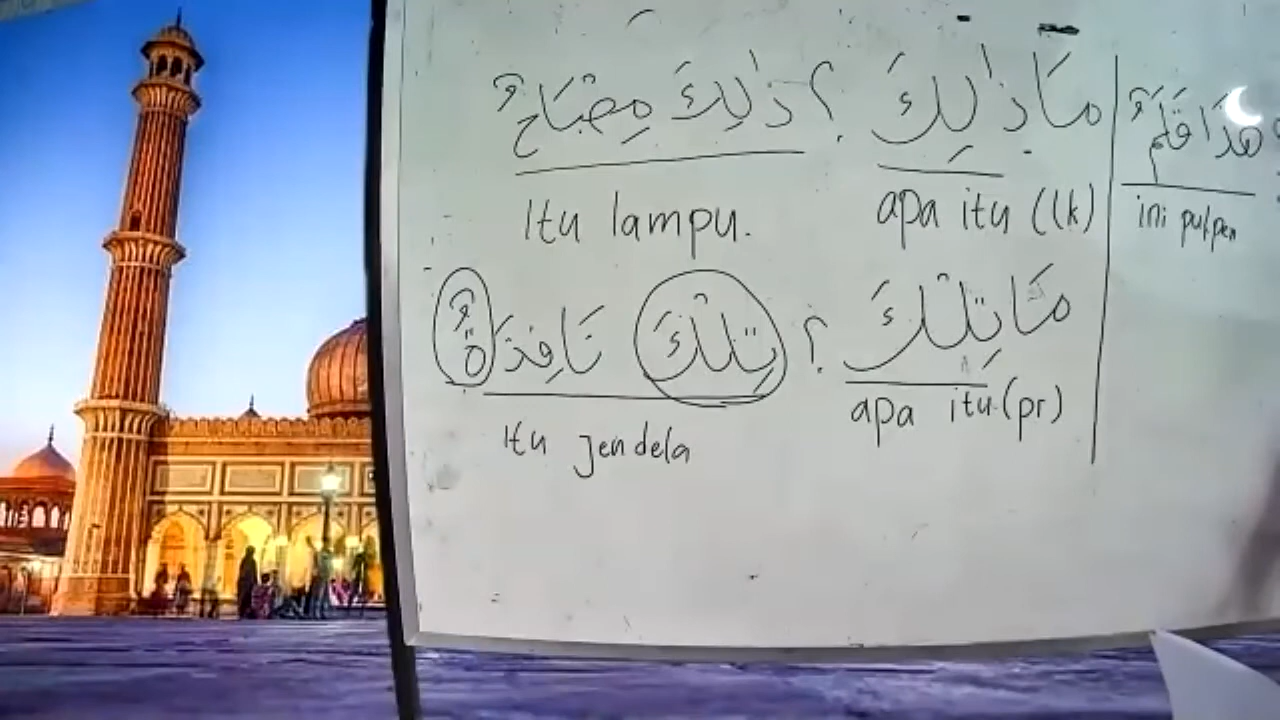 هٰذَا قَلَمٌ
ini pulpen
مَا ذٰلِكَ ؟ ذٰلِكَ مِصْبَاحٌ
apa itu (lk) Itu lampu.
مَا تِلْكَ ؟ تِلْكَ نَافِذَةٌ
apa itu (pr) Itu jendela